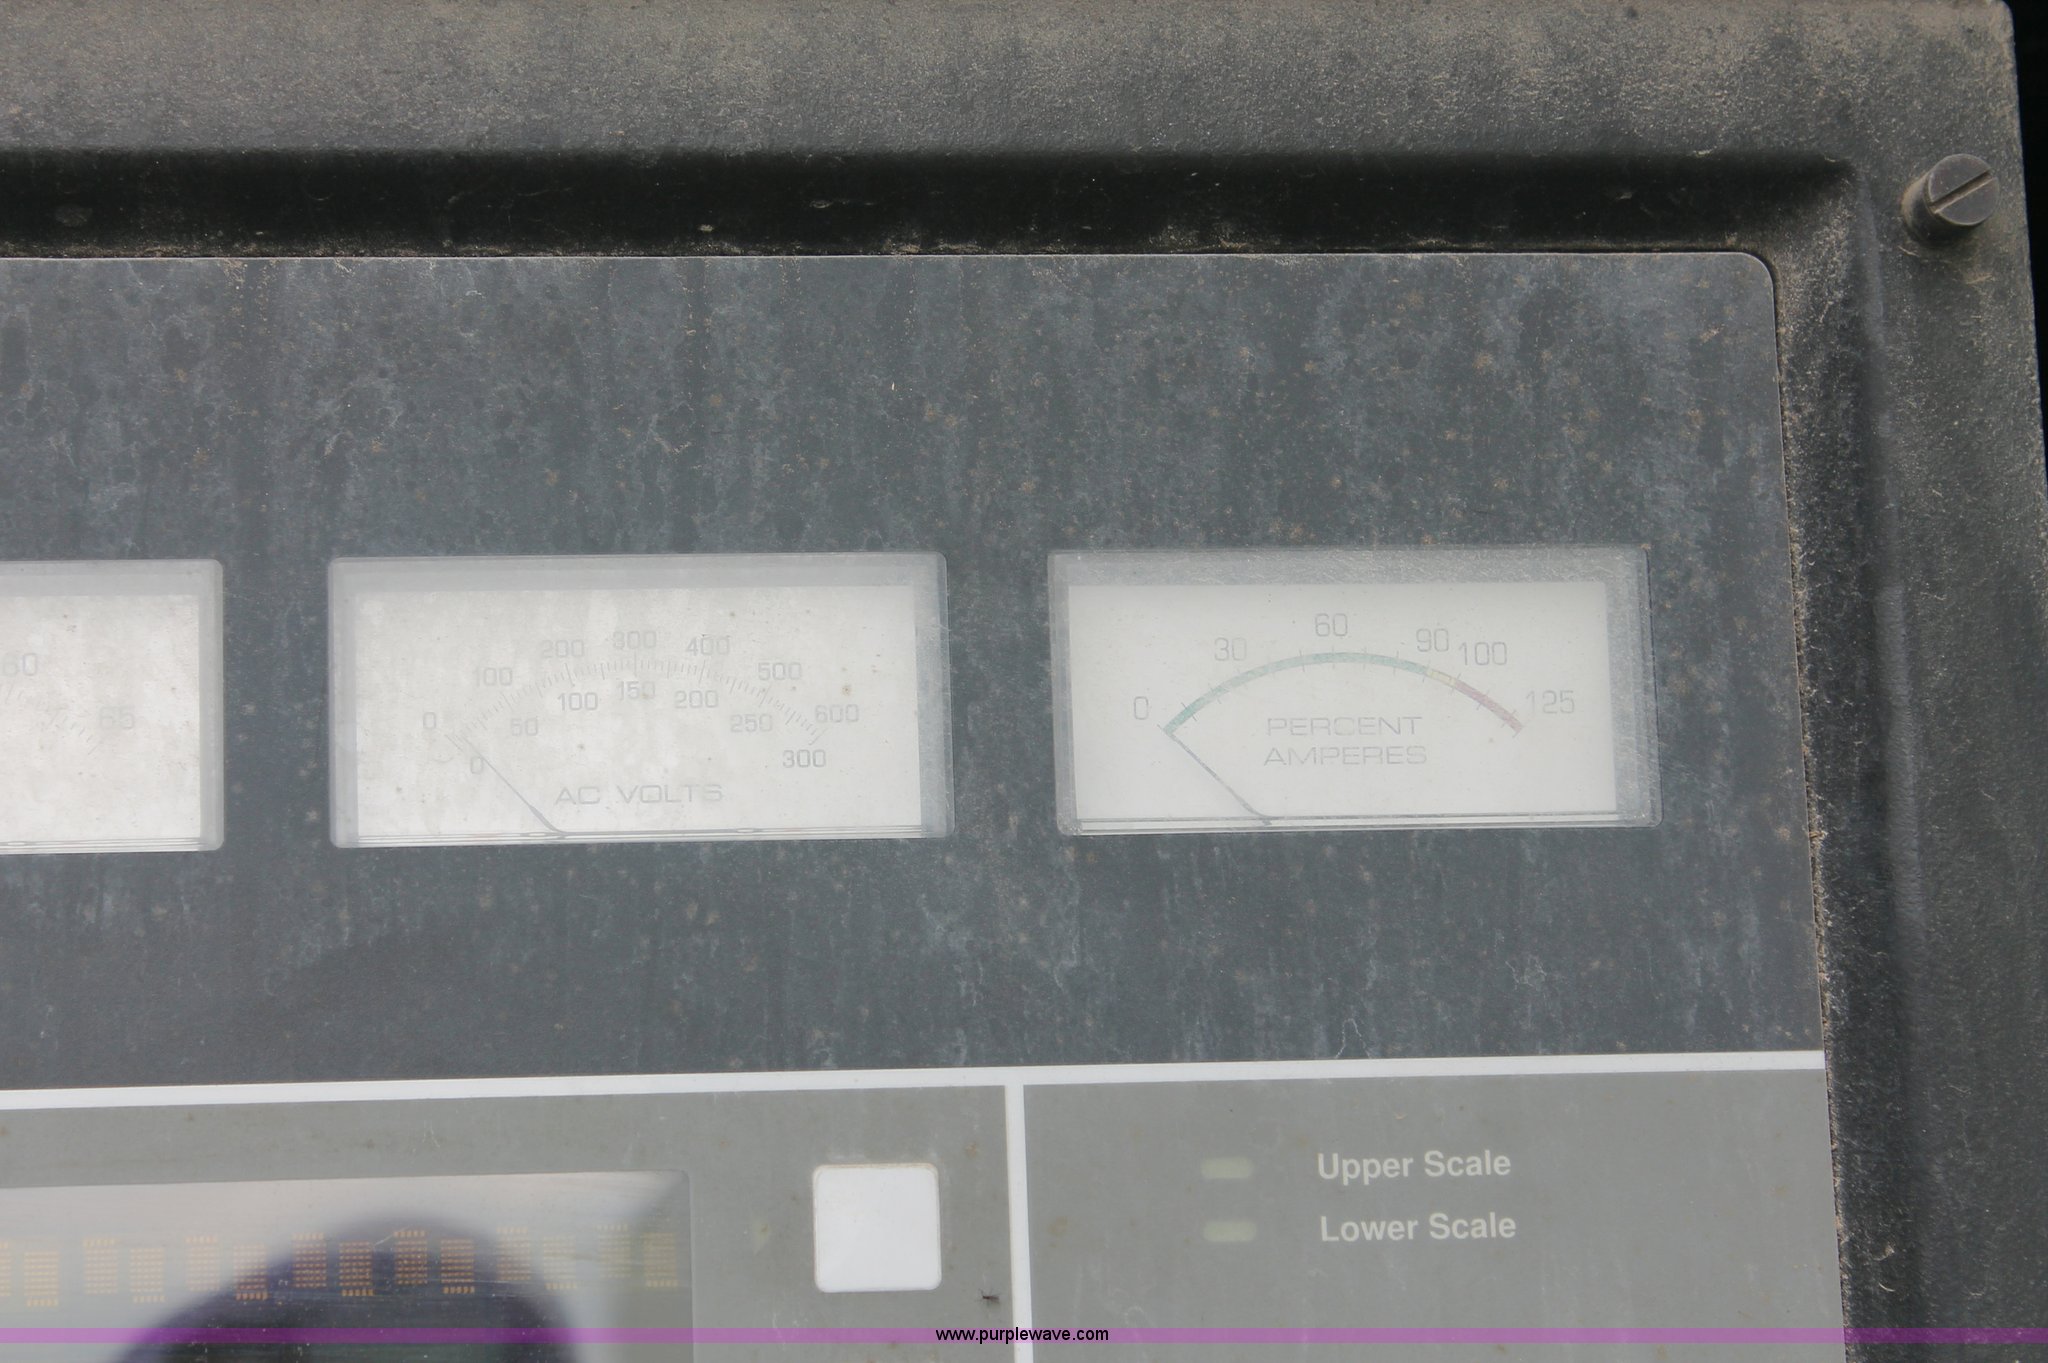 60
65
0 100 200 300 400 500 600
0 50 100 150 200 250 300
AC VOLTS
0 30 60 90 100 125
PERCENT
AMPERES
Upper Scale
Lower Scale
www.purplewave.com